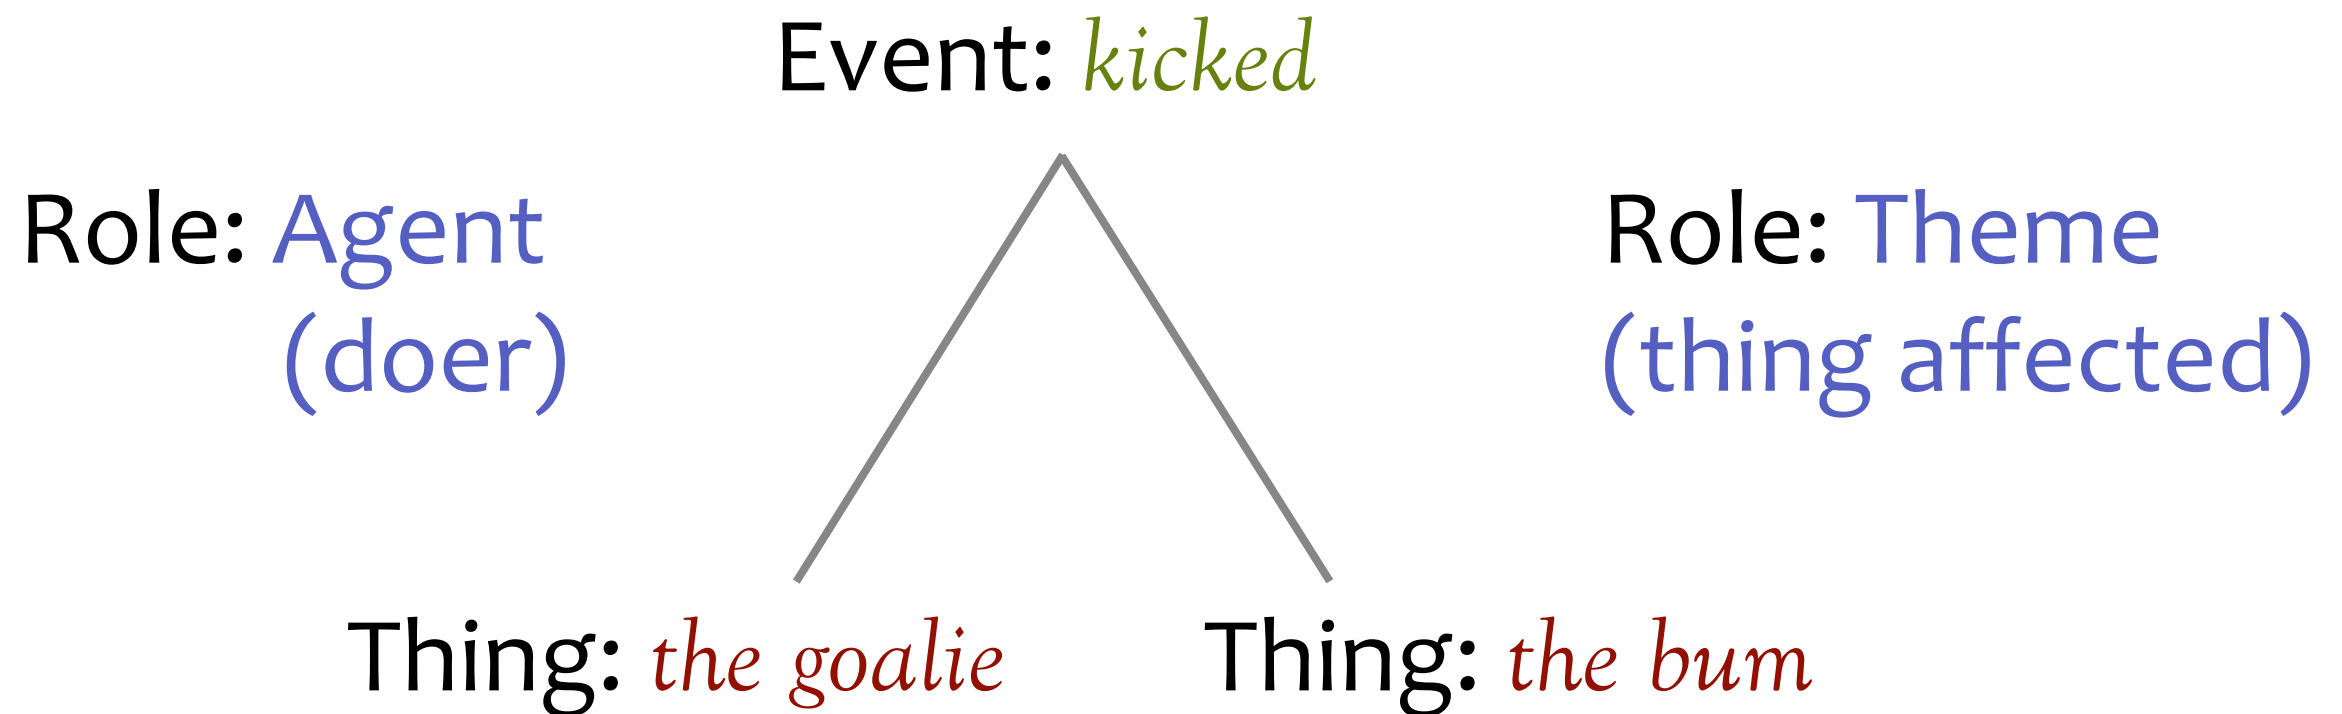 Event: kicked
Role: Agent
(doer)
Role: Theme
(thing affected)
Thing: the goalie
Thing: the bum